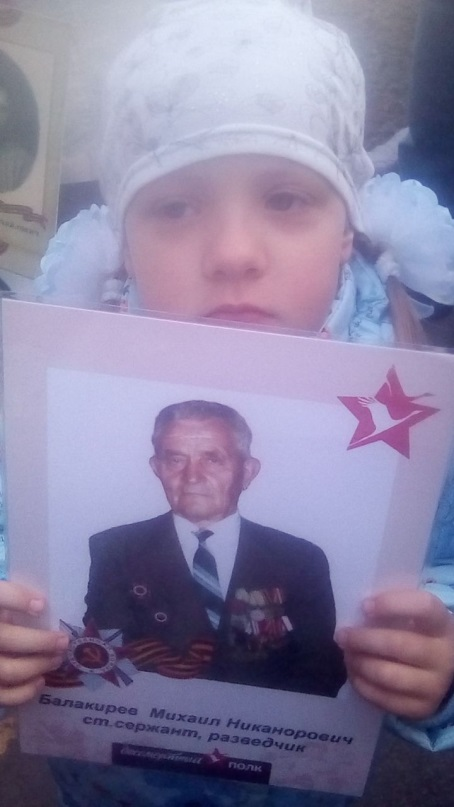 Балакирев Михаил Никанорович
ст.сержант, разведчик
бессмертный полк